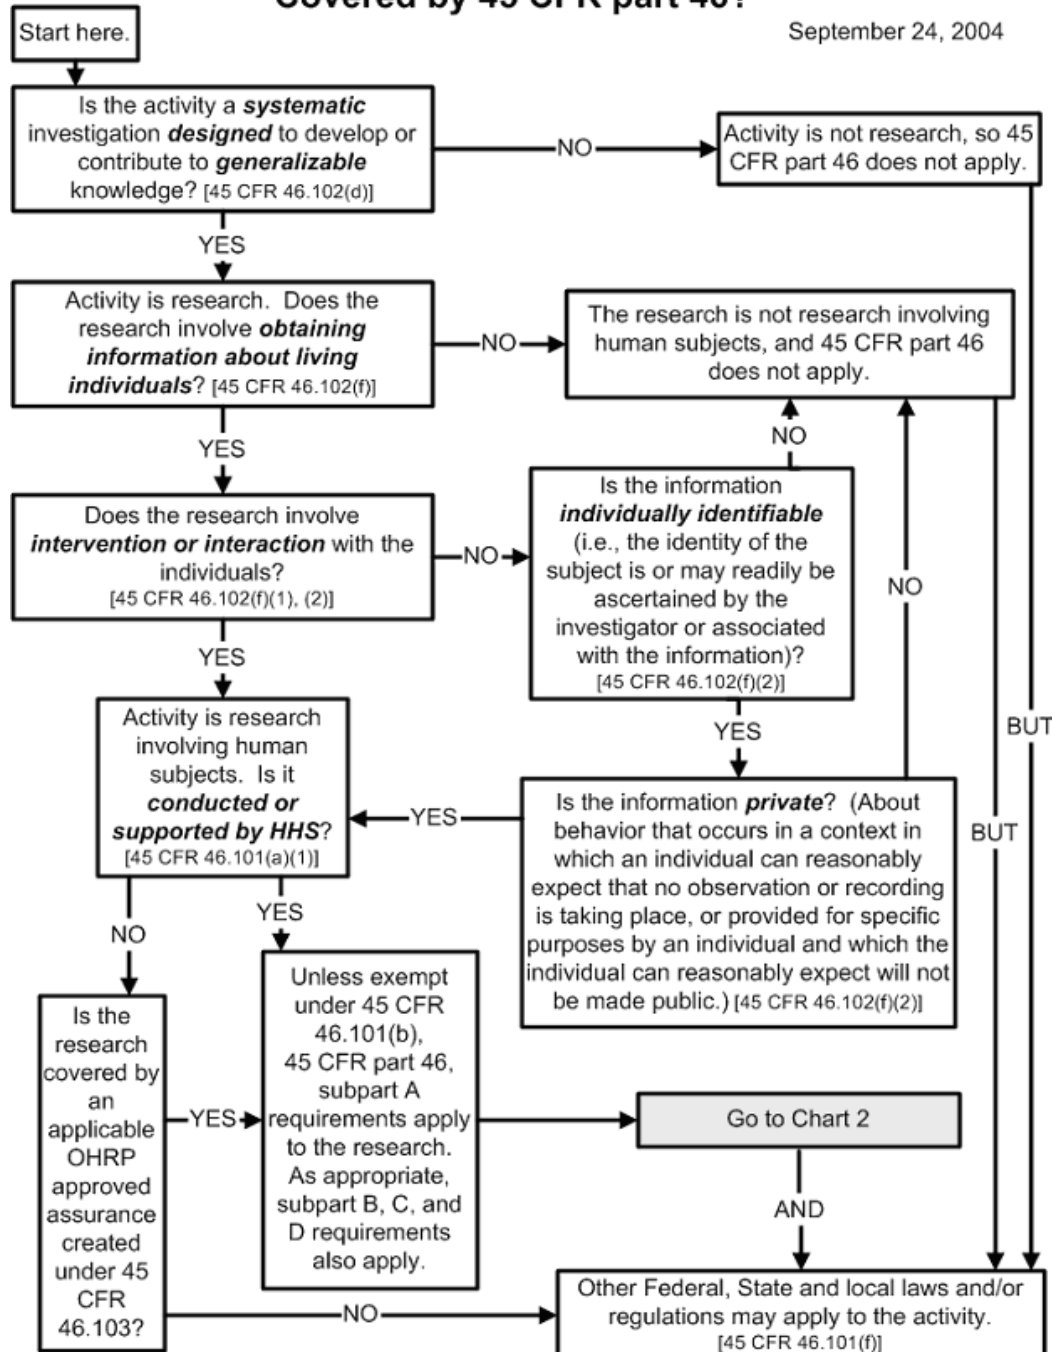 Covered by 45 CFR part 46?
Start here.
September 24, 2004
Is the activity a systematic
investigation designed to develop or
contribute to generalizable
knowledge? [45 CFR 46.102(d)]
NO
Activity is not research, so 45
CFR part 46 does not apply.
YES
Activity is research. Does the
research involve obtaining
information about living
individuals? [45 CFR 46.102(f)]
NO
The research is not research involving
human subjects, and 45 CFR part 46
does not apply.
YES
NO
Does the research involve
intervention or interaction with the
individuals?
[45 CFR 46.102(f)(1), (2)]
NO
Is the information
individually identifiable
(i.e., the identity of the
subject is or may readily be
ascertained by the
investigator or associated
with the information)?
[45 CFR 46.102(f)(2)]
NO
YES
YES
BUT
Activity is research
involving human
subjects. Is it
conducted or
supported by HHS?
[45 CFR 46.101(a)(1)]
YES
Is the information private? (About
behavior that occurs in a context in
which an individual can reasonably
expect that no observation or recording
is taking place, or provided for specific
purposes by an individual and which the
individual can reasonably expect will not
be made public.) [45 CFR 46.102(f)(2)]
BUT
NO
YES
Is the
research
covered by
an
applicable
OHRP
approved
assurance
created
under 45
CFR
46.103?
YES
Unless exempt
under 45 CFR
46.101(b),
45 CFR part 46,
subpart A
requirements apply
to the research.
As appropriate,
subpart B, C, and
D requirements
also apply.
Go to Chart 2
AND
NO
Other Federal, State and local laws and/or
regulations may apply to the activity.
[45 CFR 46.101(f)]